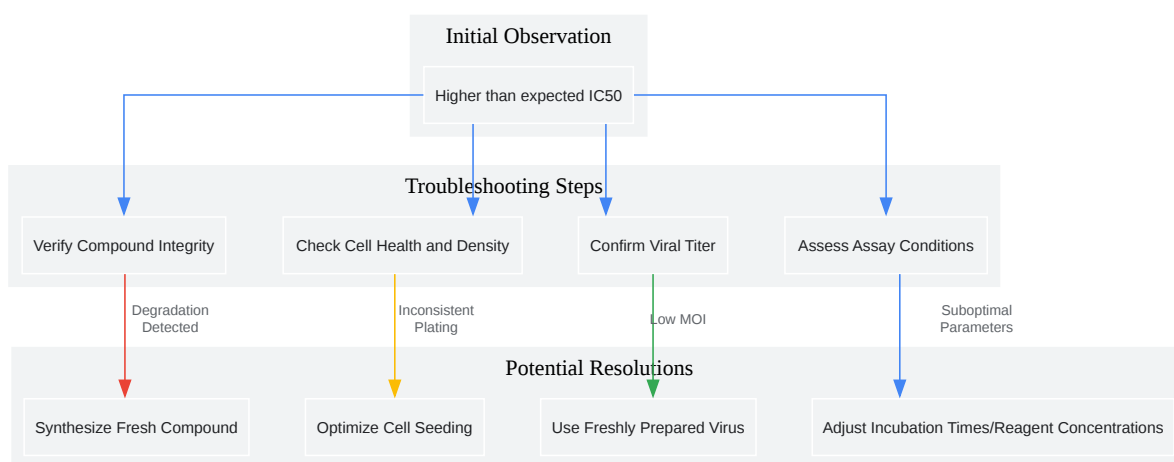 Initial Observation
Higher than expected IC50
Troubleshooting Steps
Verify Compound Integrity
Check Cell Health and Density
Confirm Viral Titer
Assess Assay Conditions
Degradation
Detected
Inconsistent
Plating
Low MOI
Suboptimal
Parameters
Potential Resolutions
Synthesize Fresh Compound
Optimize Cell Seeding
Use Freshly Prepared Virus
Adjust Incubation Times/Reagent Concentrations